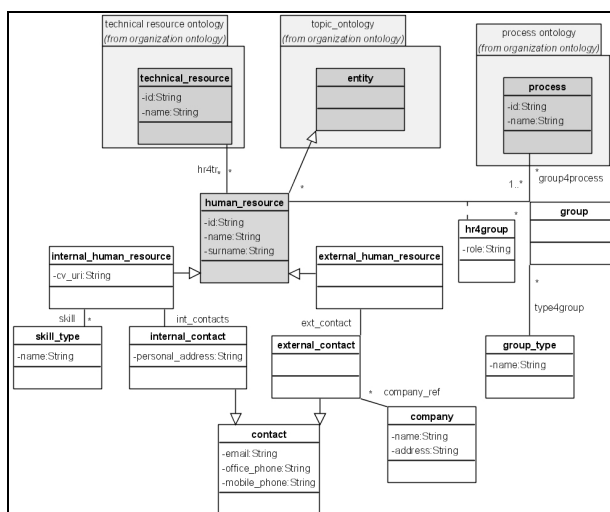 technical resource ontology
(from organization ontology)
technical_resource
-id:String
-name:String
topic_ontology
(from organization ontology)
entity
process ontology
(from organization ontology)
process
-id:String
-name:String
hr4tr
*
*
*
1..*
*
group4process
human_resource
-id:String
-name:String
-surname:String
hr4group
-role:String
*
group
internal_human_resource
-cv_uri:String
external_human_resource
skill
*
int_contacts
ext_contact
*
type4group
skill_type
-name:String
internal_contact
-personal_address:String
external_contact
group_type
-name:String
*
company_ref
contact
-email:String
-office_phone:String
-mobile_phone:String
company
-name:String
-address:String